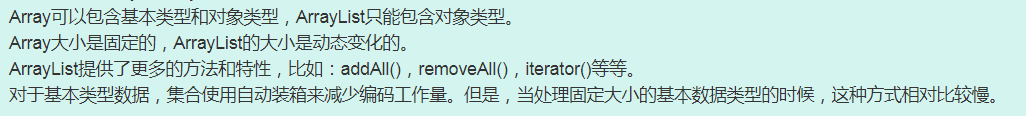 Array可以包含基本类型和对象类型，ArrayList只能包含对象类型。
Array大小是固定的，ArrayList的大小是动态变化的。
ArrayList提供了更多的方法和特性，比如：addAll()，removeAll()，iterator()等等。
对于基本类型数据，集合使用自动装箱来减少编码工作量。但是，当处理固定大小的基本数据类型的时候，这种方式相对比较慢。